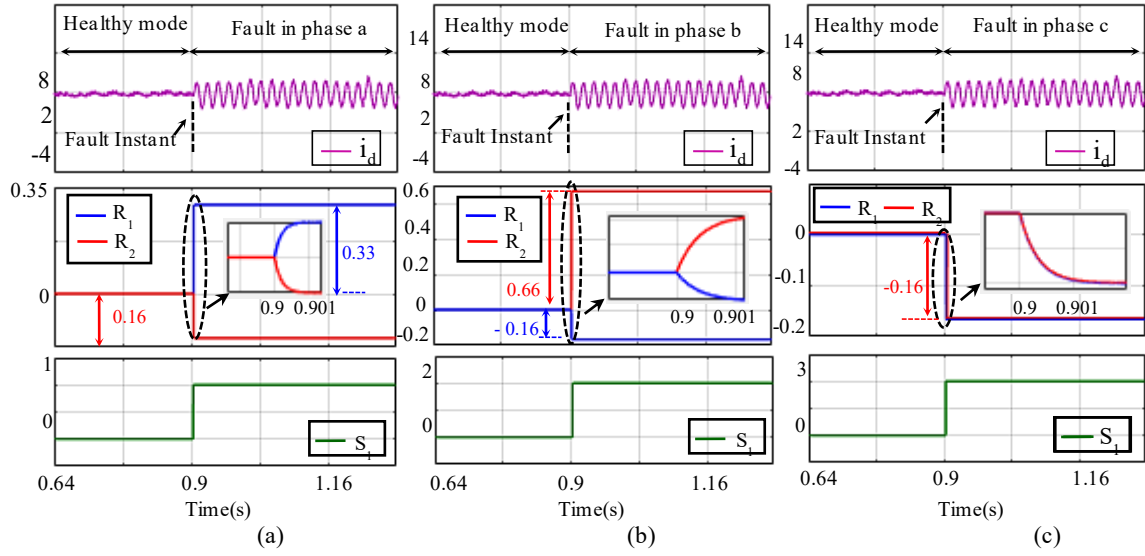 Healthy mode
Fault in phase a
8
2
-4
Fault Instant
i_d
0.35
0
R_1
R_2
0.33
0.16
0.9
0.901
1
0
S_1
0.64
0.9
1.16
Time(s)
(a)
Healthy mode
Fault in phase b
14
8
2
-4
Fault Instant
i_d
0.6
0.4
0
-0.2
R_1
R_2
0.66
- 0.16
0.9
0.901
2
0
S_1
0.64
0.9
1.16
Time(s)
(b)
Healthy mode
Fault in phase c
14
8
2
-4
Fault Instant
i_d
0
-0.1
-0.2
R_1
R_2
-0.16
0.9
0.901
3
0
S_1
0.64
0.9
1.16
Time(s)
(c)